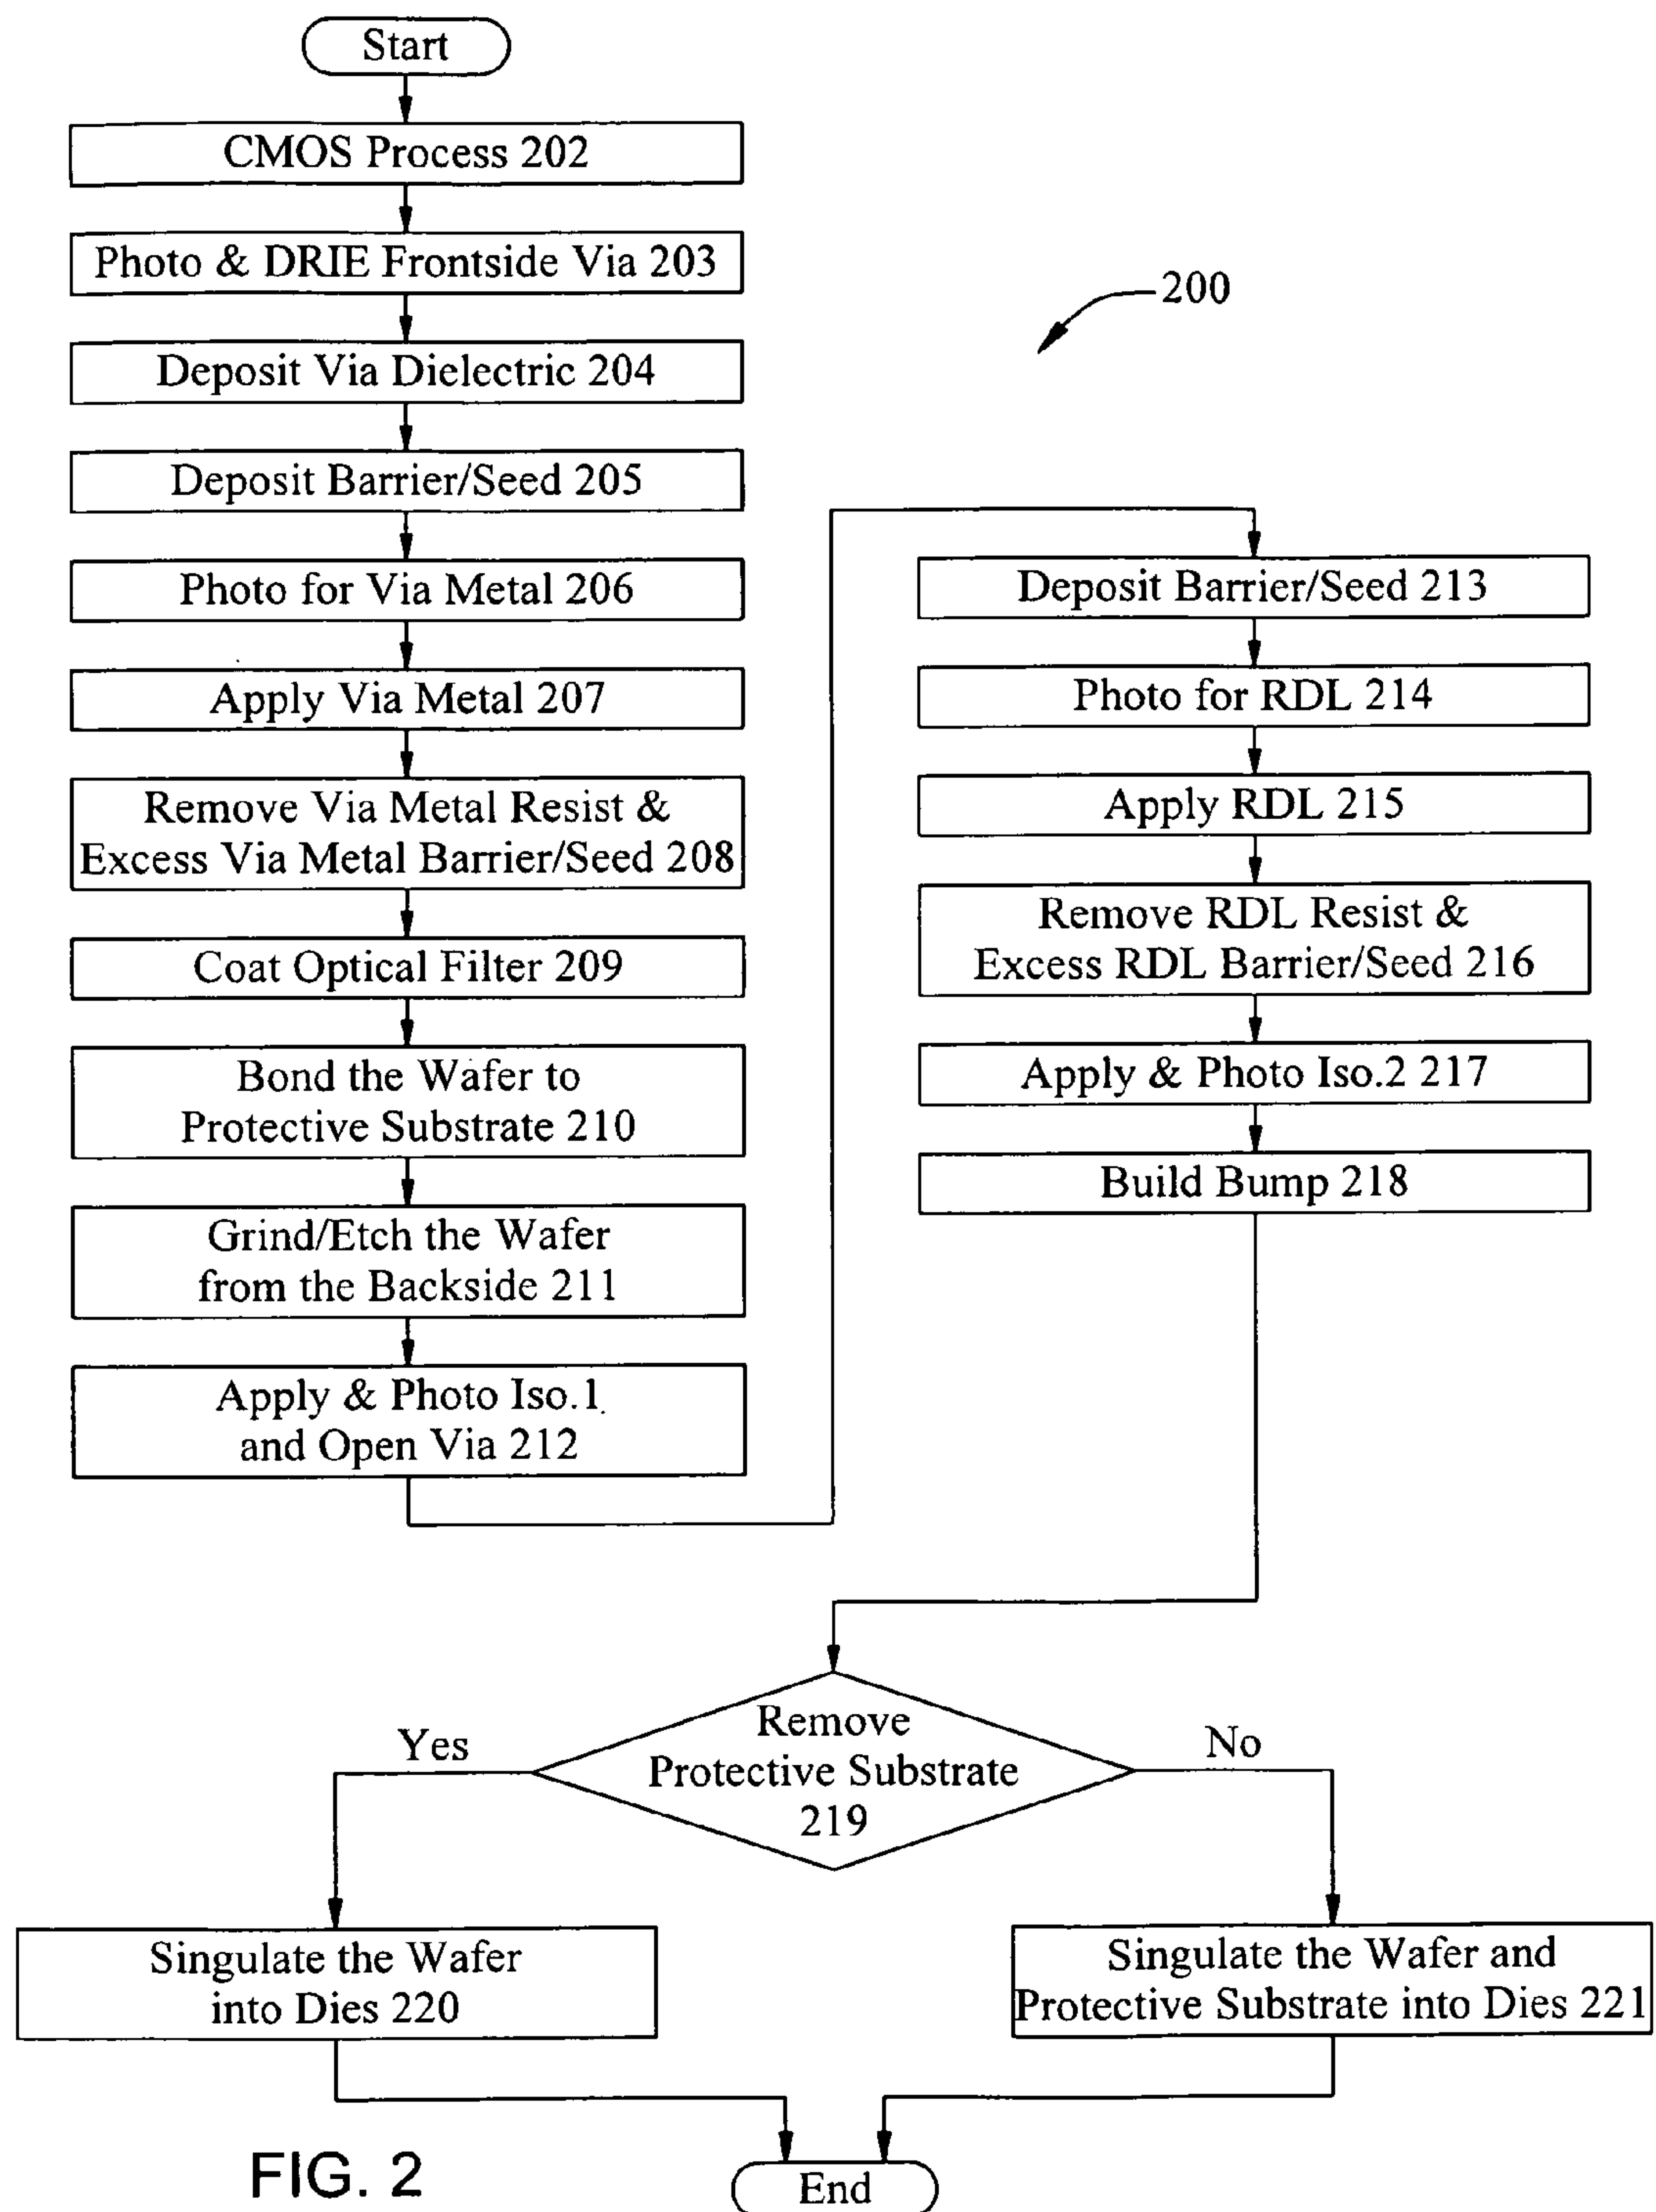 Start
CMOS Process 202
Photo & DRIE Frontside Via 203
Deposit Via Dielectric 204
Deposit Barrier/Seed 205
Photo for Via Metal 206
Apply Via Metal 207
Remove Via Metal Resist &
Excess Via Metal Barrier/Seed 208
Coat Optical Filter 209
Bond the Wafer to
Protective Substrate 210
Grind/Etch the Wafer
from the Backside 211
Apply & Photo Iso.1
and Open Via 212
200
Deposit Barrier/Seed 213
Photo for RDL 214
Apply RDL 215
Remove RDL Resist &
Excess RDL Barrier/Seed 216
Apply & Photo Iso.2 217
Build Bump 218
Remove
Protective Substrate
219
Yes
No
Singulate the Wafer
into Dies 220
Singulate the Wafer and
Protective Substrate into Dies 221
End
FIG. 2